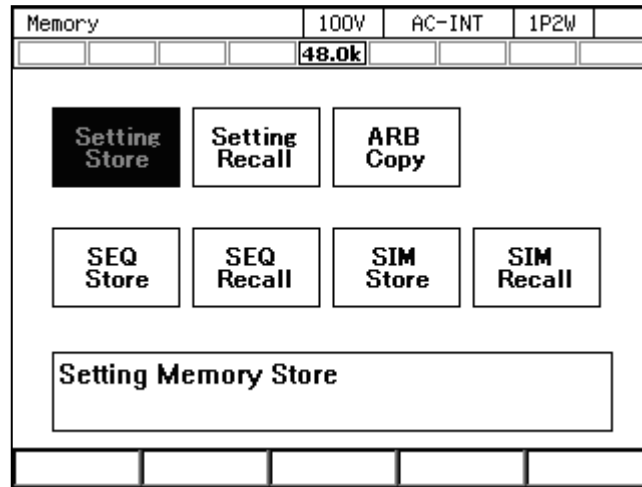 Memory 100V AC-INT 1P2W
48.0k
Setting Store
Setting Recall
ARB Copy
SEQ Store
SEQ Recall
SIM Store
SIM Recall
Setting Memory Store